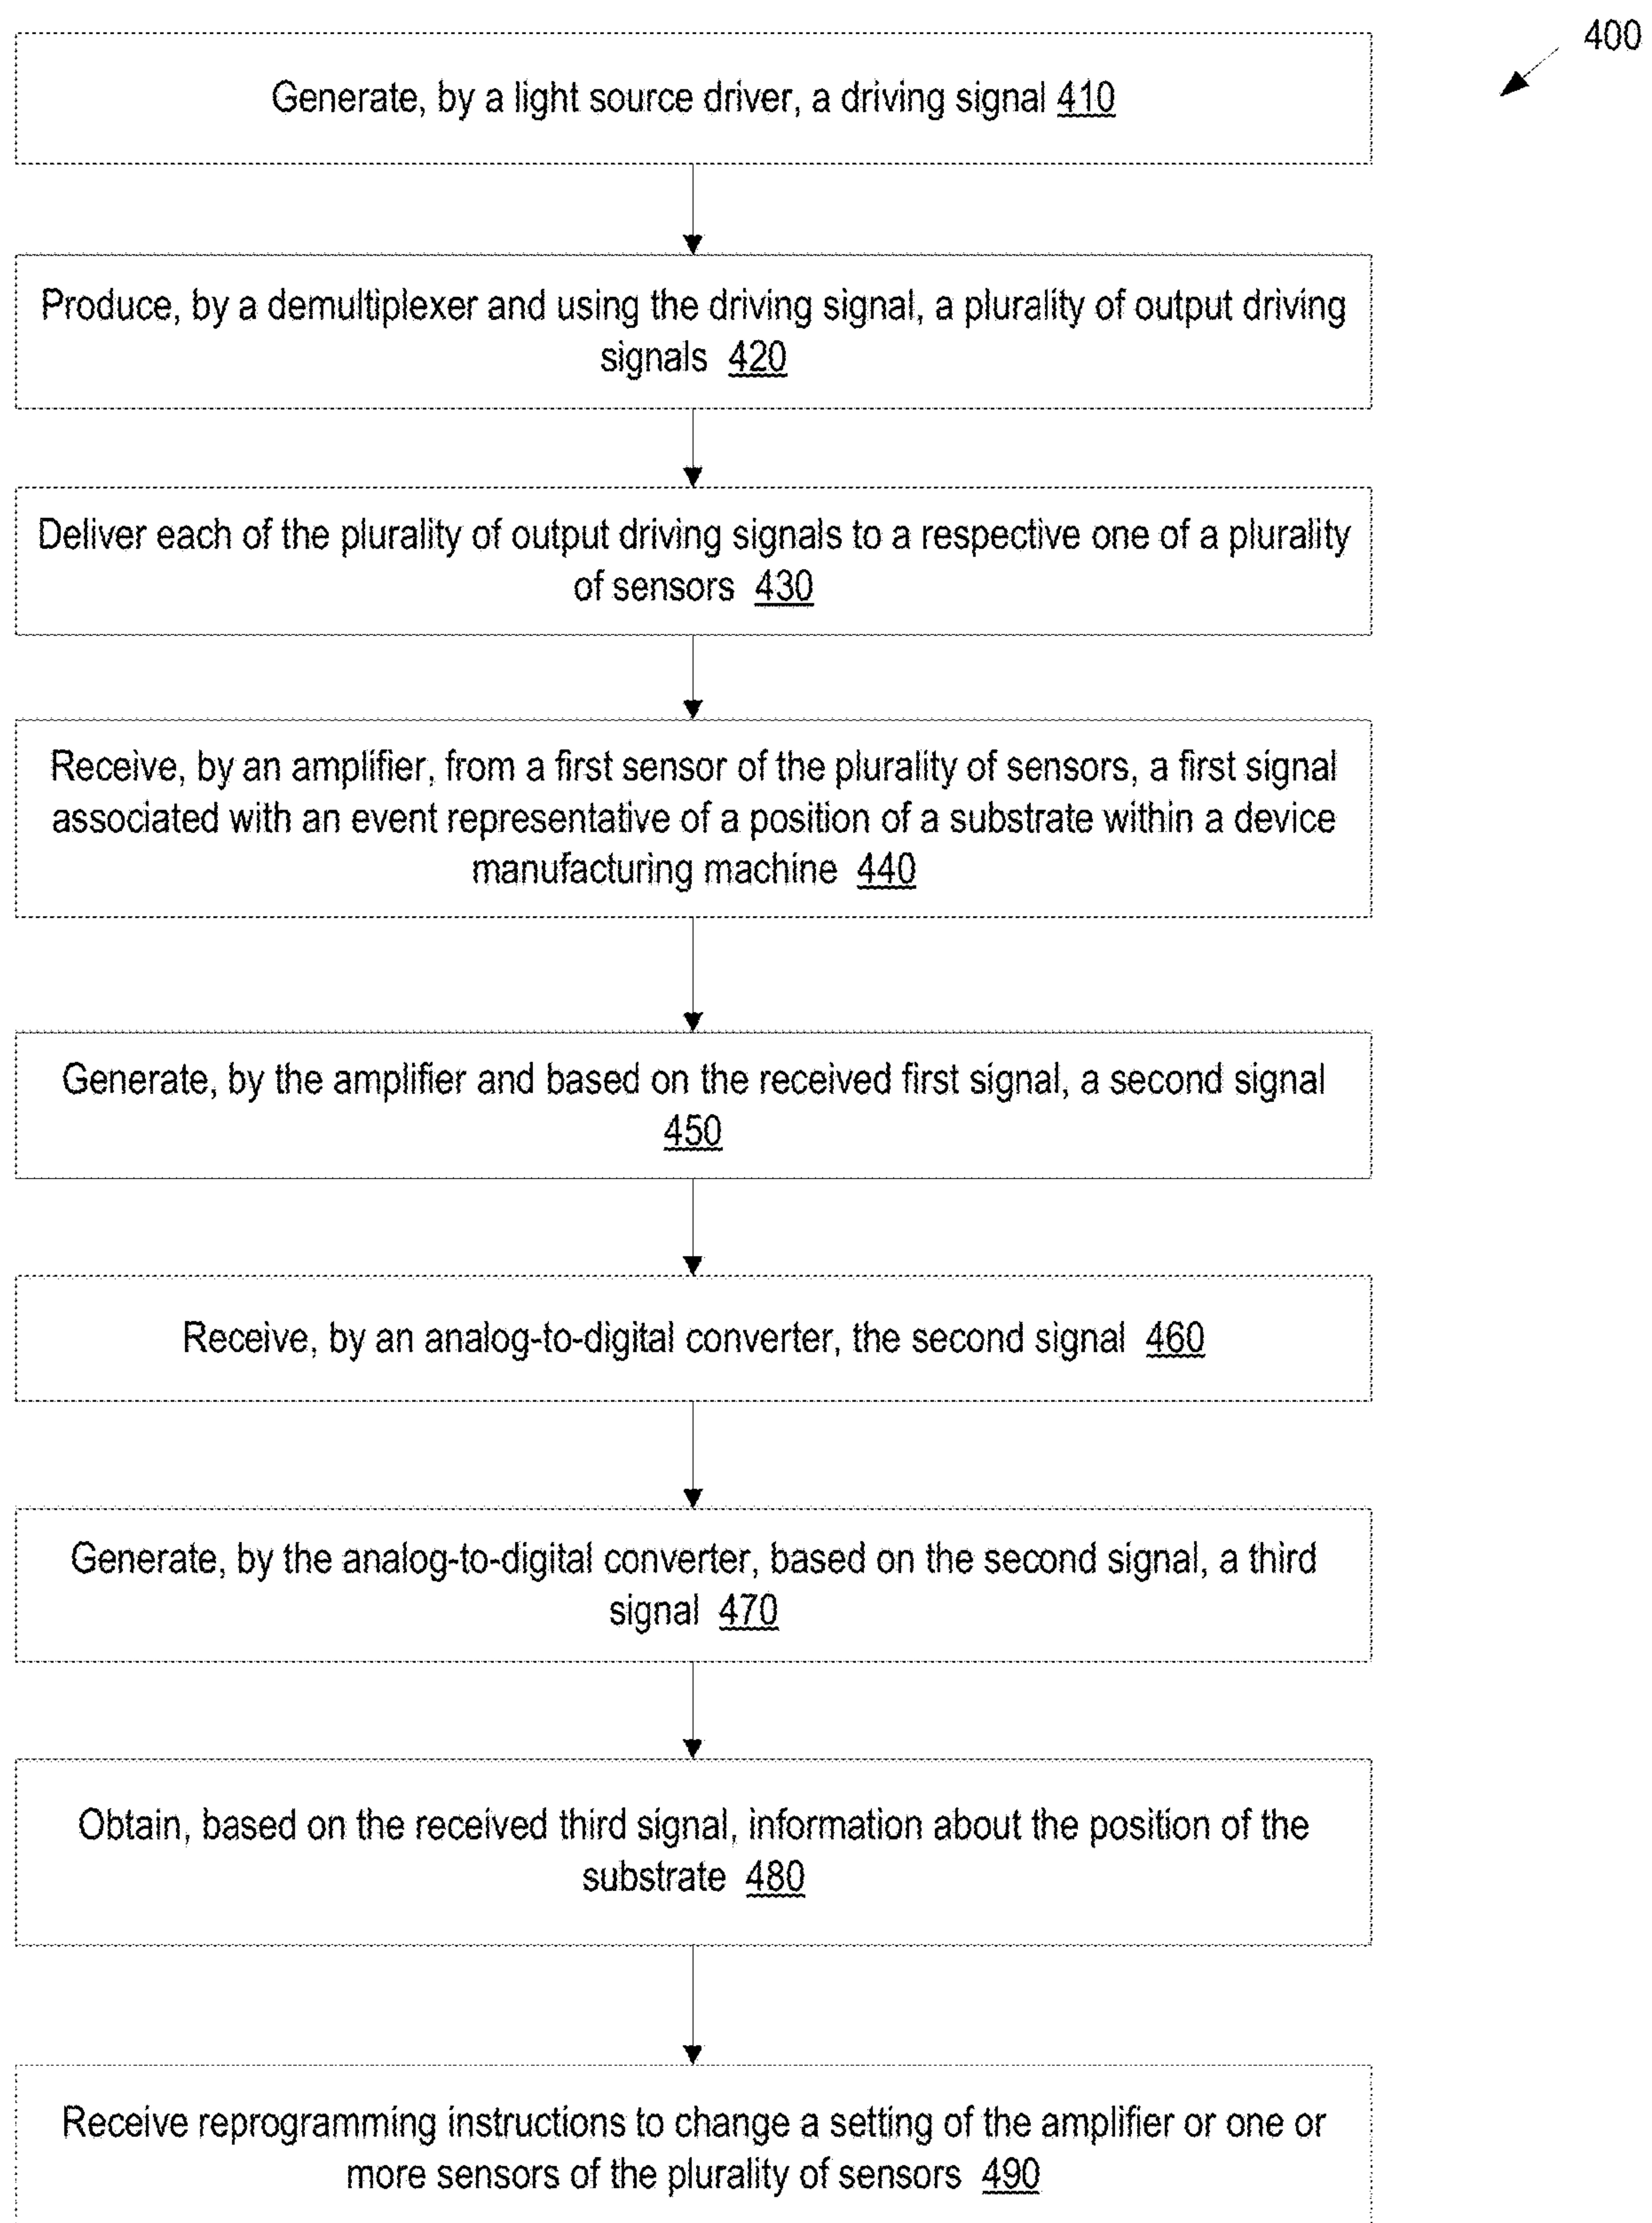 400
Generate, by a light source driver, a driving signal 410
Produce, by a demultiplexer and using the driving signal, a plurality of output driving
signals 420
Deliver each of the plurality of output driving signals to a respective one of a plurality
of sensors 430
Receive, by an amplifier, from a first sensor of the plurality of sensors, a first signal
associated with an event representative of a position of a substrate within a device
manufacturing machine 440
Generate, by the amplifier and based on the received first signal, a second signal
450
Receive, by an analog-to-digital converter, the second signal 460
Generate, by the analog-to-digital converter, based on the second signal, a third
signal 470
Obtain, based on the received third signal, information about the position of the
substrate 480
Receive reprogramming instructions to change a setting of the amplifier or one or
more sensors of the plurality of sensors 490